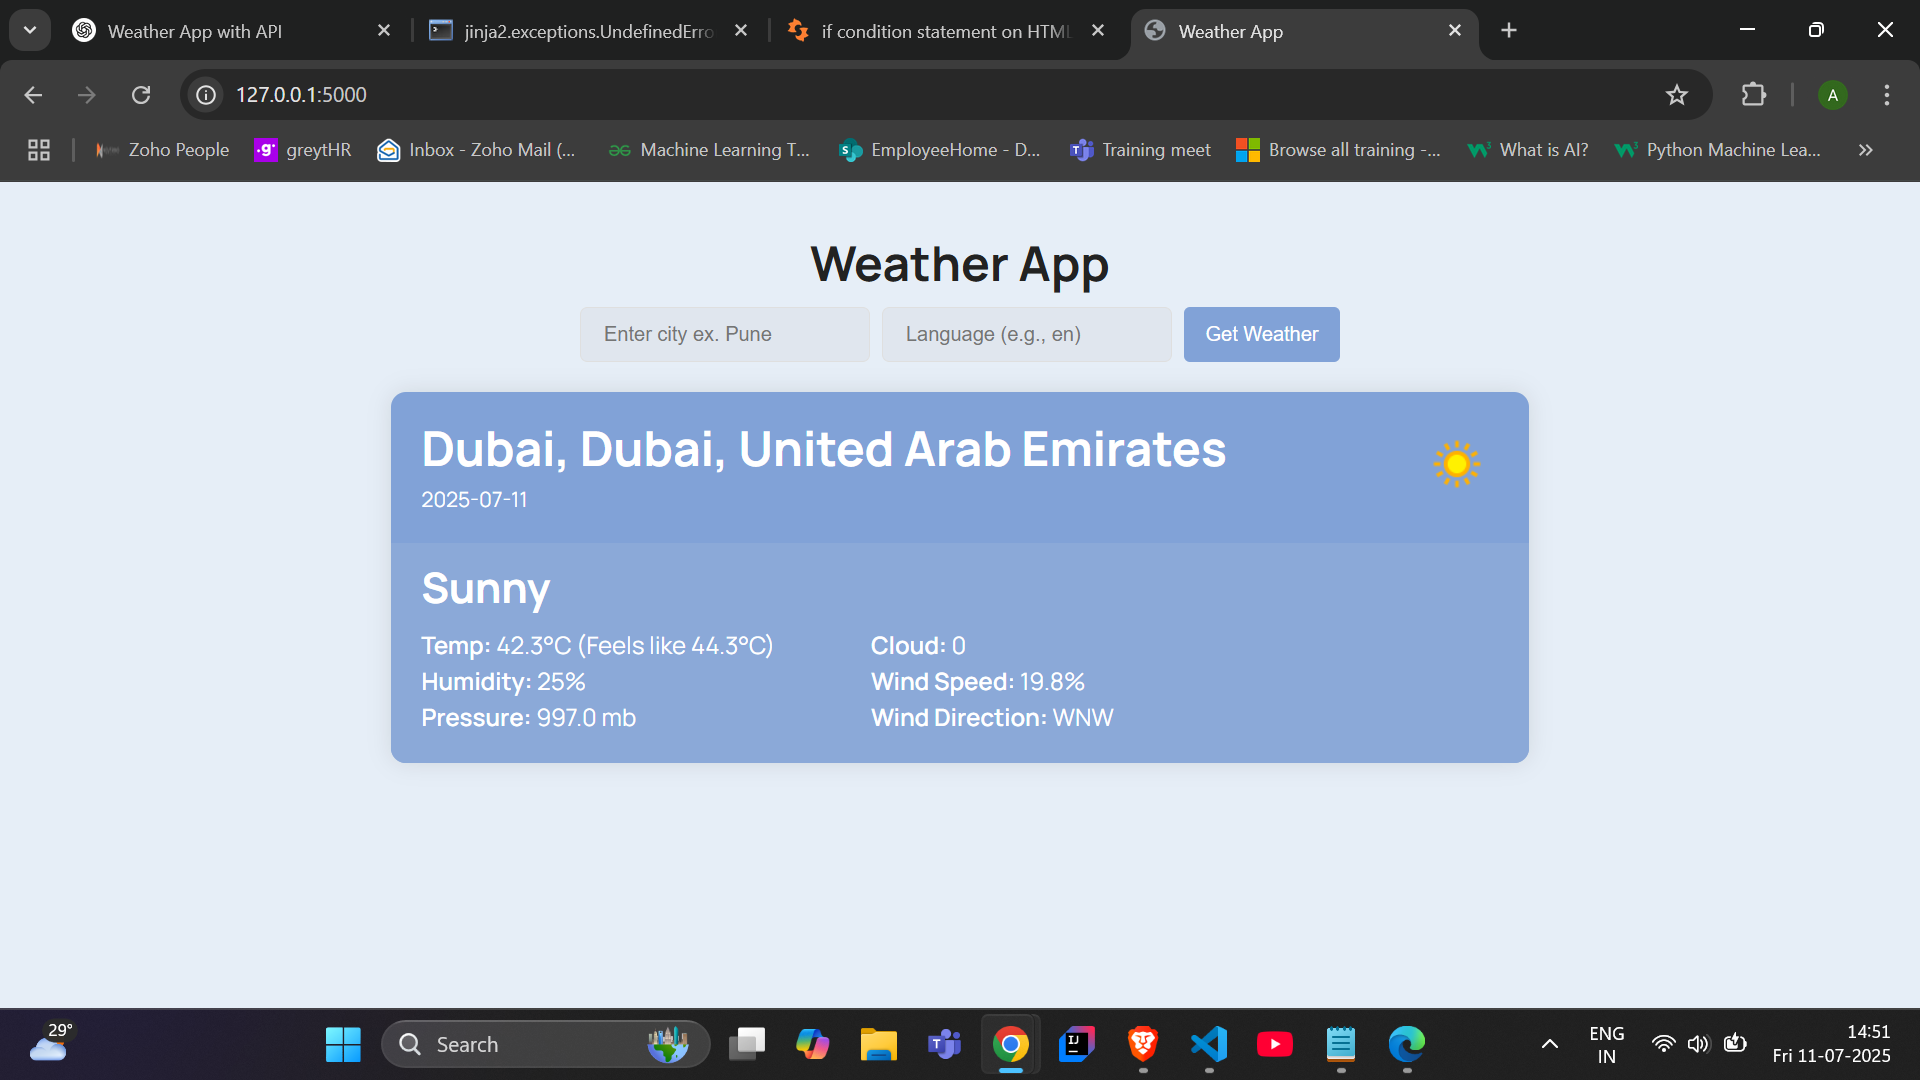 Weather App with API
jinja2.exceptions.UndefinedErro
if condition statement on HTML
Weather App
127.0.0.1:5000
A
Zoho People
greytHR
Inbox - Zoho Mail (...
Machine Learning T...
EmployeeHome - D...
Training meet
Browse all training -...
What is AI?
Python Machine Lea...
Weather App
Enter city ex. Pune
Language (e.g., en)
Get Weather
Dubai, Dubai, United Arab Emirates
2025-07-11
Sunny
Temp: 42.3°C (Feels like 44.3°C)
Cloud: 0
Humidity: 25%
Wind Speed: 19.8%
Pressure: 997.0 mb
Wind Direction: WNW
29°
Search
ENG
IN
14:51
Fri 11-07-2025